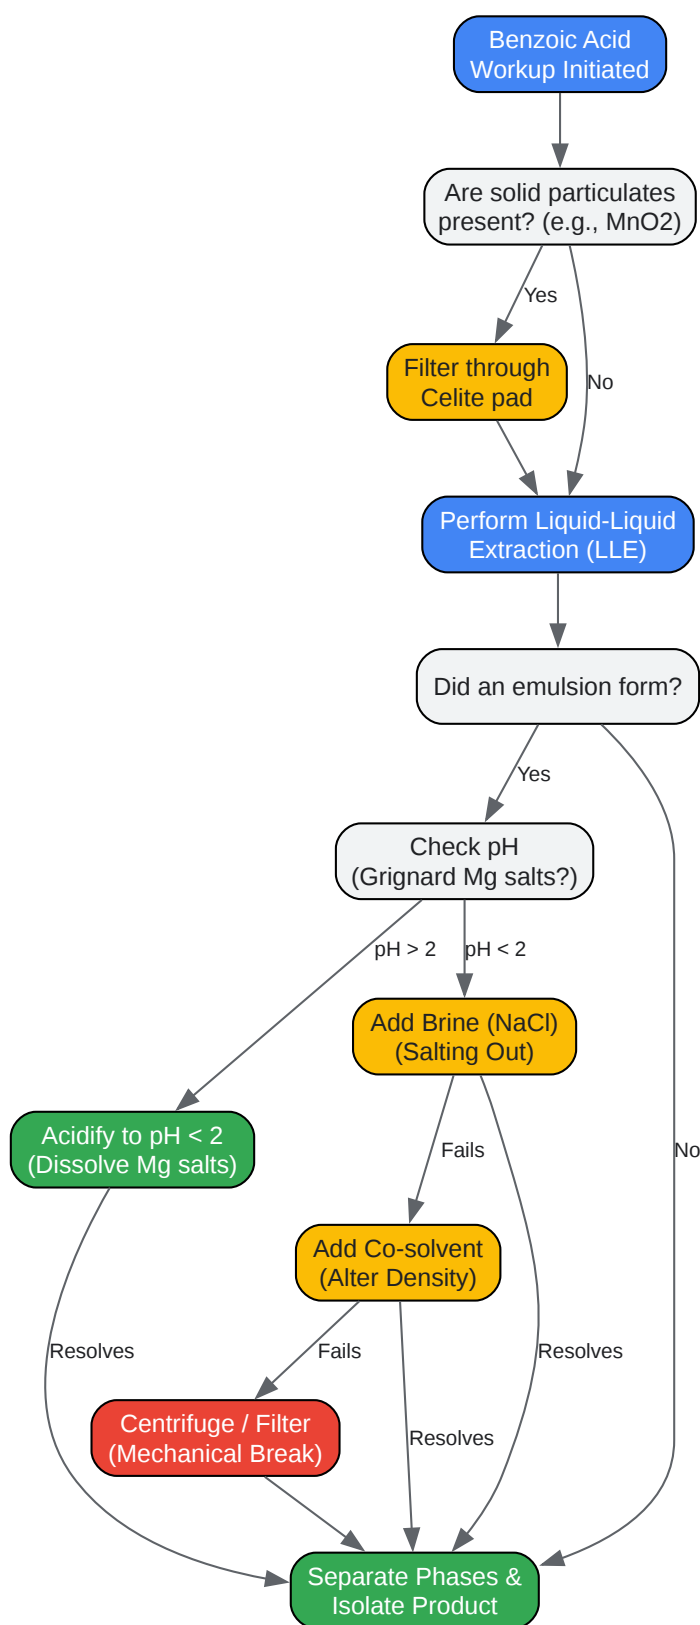 Benzoic Acid
Workup Initiated
Are solid particulates
present? (e.g., MnO2)
Yes
Filter through
Celite pad
No
Perform Liquid-Liquid
Extraction (LLE)
Did an emulsion form?
Yes
Check pH
(Grignard Mg salts?)
pH > 2
pH < 2
Add Brine (NaCl)
(Salting Out)
Acidify to pH < 2
(Dissolve Mg salts)
Fails
No
Add Co-solvent
(Alter Density)
Resolves
Fails
Resolves
Centrifuge / Filter
(Mechanical Break)
Resolves
Separate Phases &
Isolate Product